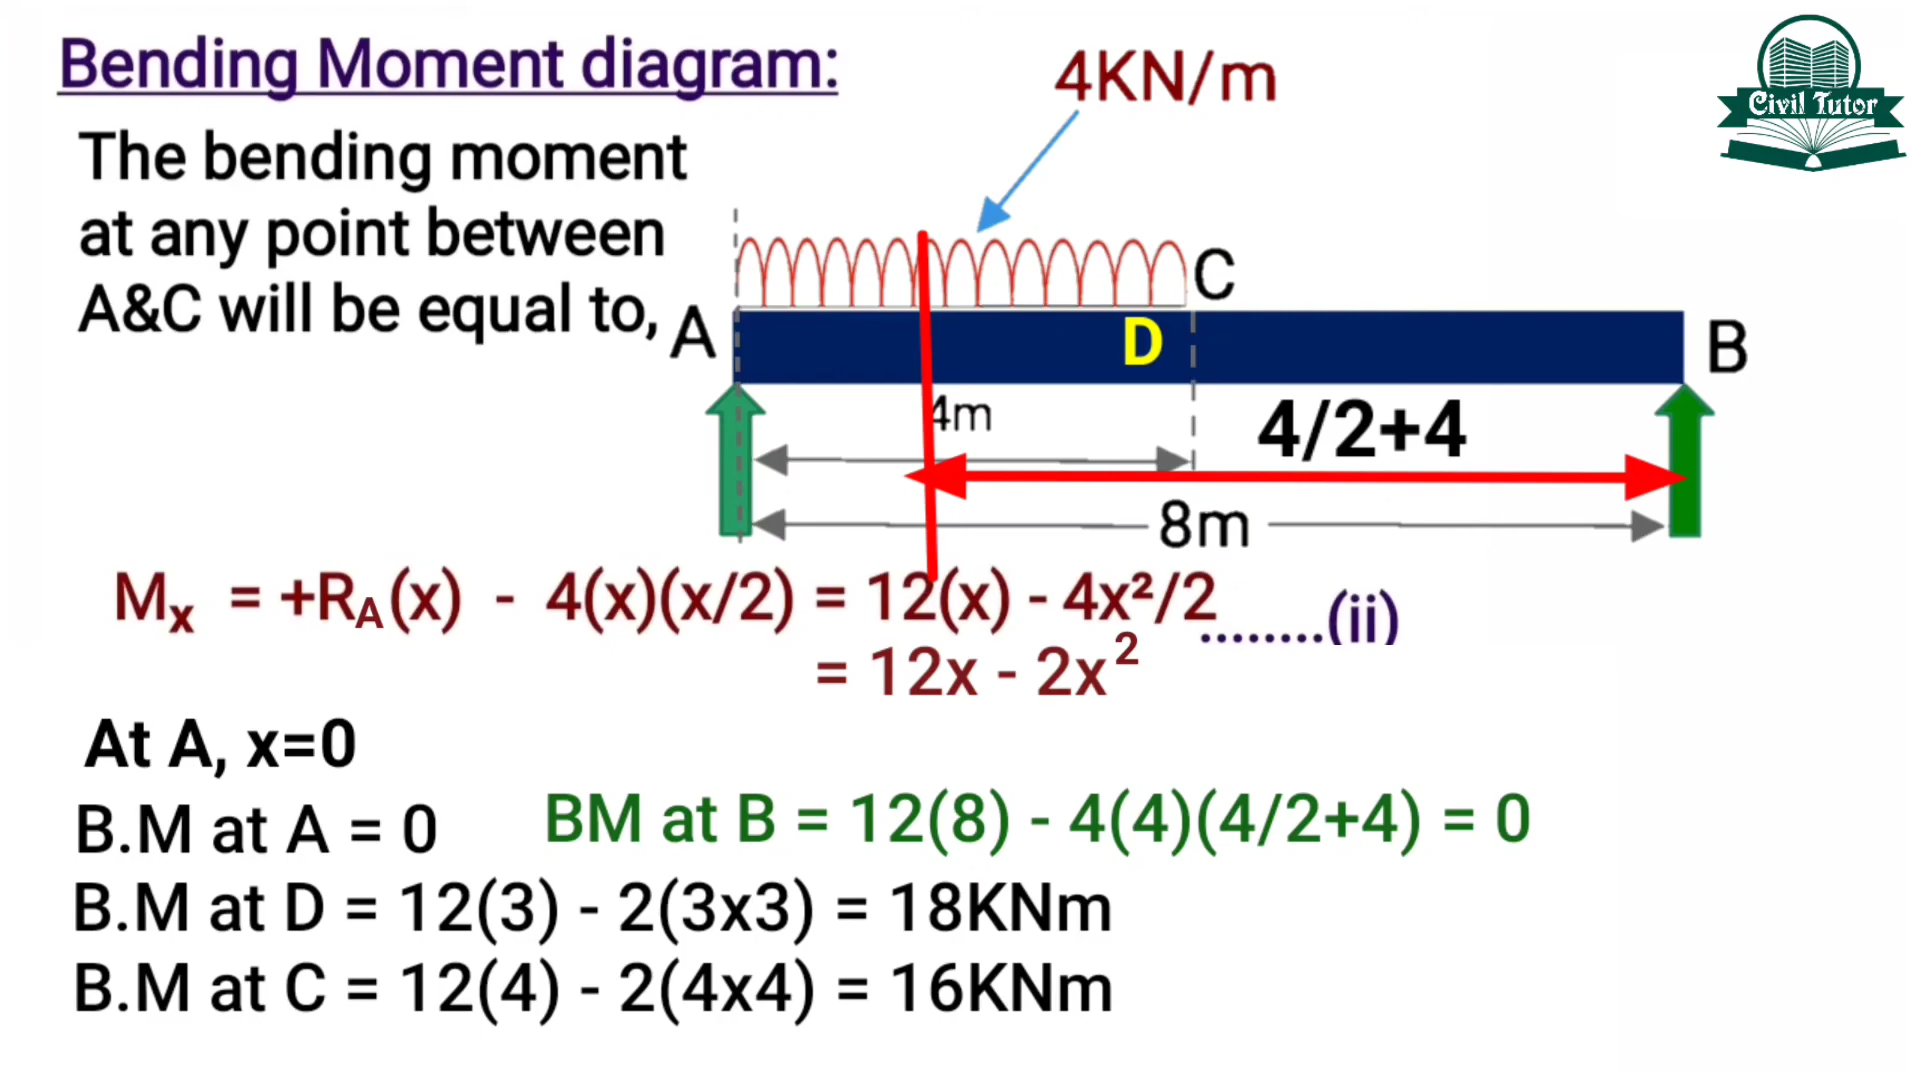 Bending Moment diagram:
4KN/m
Civil Tutor
The bending moment
at any point between
A&C will be equal to,
C
A
D
B
4m
4/2+4
8m
Mₓ = +R_A(x) - 4(x)(x/2) = 12(x) - 4x²/2
........(ii)
= 12x - 2x²
At A, x=0
B.M at A = 0
BM at B = 12(8) - 4(4)(4/2+4) = 0
B.M at D = 12(3) - 2(3x3) = 18KNm
B.M at C = 12(4) - 2(4x4) = 16KNm